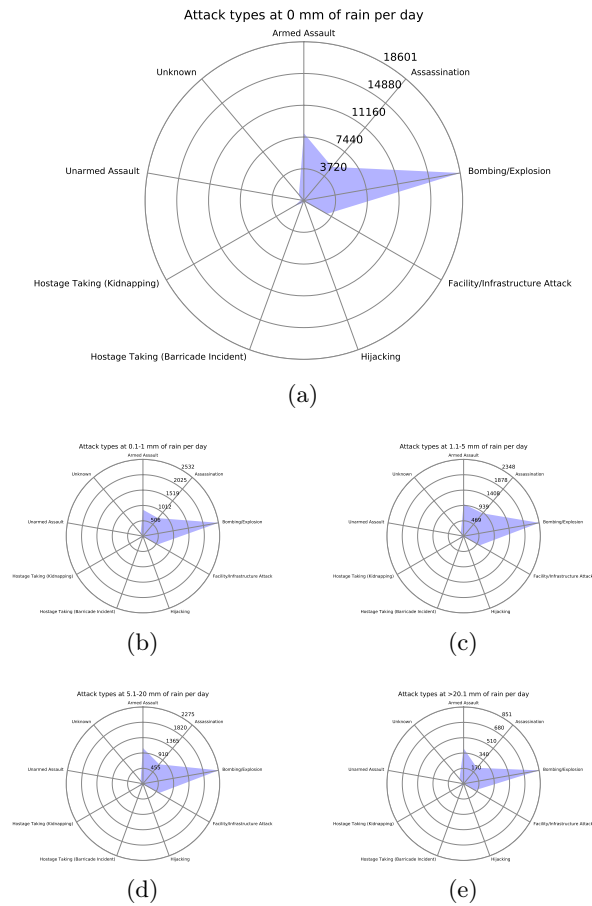 Attack types at 0 mm of rain per day
Armed Assault
18601
Unknown
Assassination
14880
11160
7440
3720
Unarmed Assault
Bombing/Explosion
Hostage Taking (Kidnapping)
Facility/Infrastructure Attack
Hostage Taking (Barricade Incident)
Hijacking
(a)
Attack types at 0.1-1 mm of rain per day
Armed Assault
2532
Unknown
Assassination
2025
1519
1012
506
Unarmed Assault
Bombing/Explosion
Hostage Taking (Kidnapping)
Facility/Infrastructure Attack
Hostage Taking (Barricade Incident)
Hijacking
(b)
Attack types at 1.1-5 mm of rain per day
Armed Assault
2348
Unknown
Assassination
1878
1408
939
469
Unarmed Assault
Bombing/Explosion
Hostage Taking (Kidnapping)
Facility/Infrastructure Attack
Hostage Taking (Barricade Incident)
Hijacking
(c)
Attack types at 5.1-20 mm of rain per day
Armed Assault
2275
Unknown
Assassination
1820
1365
910
455
Unarmed Assault
Bombing/Explosion
Hostage Taking (Kidnapping)
Facility/Infrastructure Attack
Hostage Taking (Barricade Incident)
Hijacking
(d)
Attack types at >20.1 mm of rain per day
Armed Assault
851
Unknown
Assassination
680
510
340
170
Unarmed Assault
Bombing/Explosion
Hostage Taking (Kidnapping)
Facility/Infrastructure Attack
Hostage Taking (Barricade Incident)
Hijacking
(e)